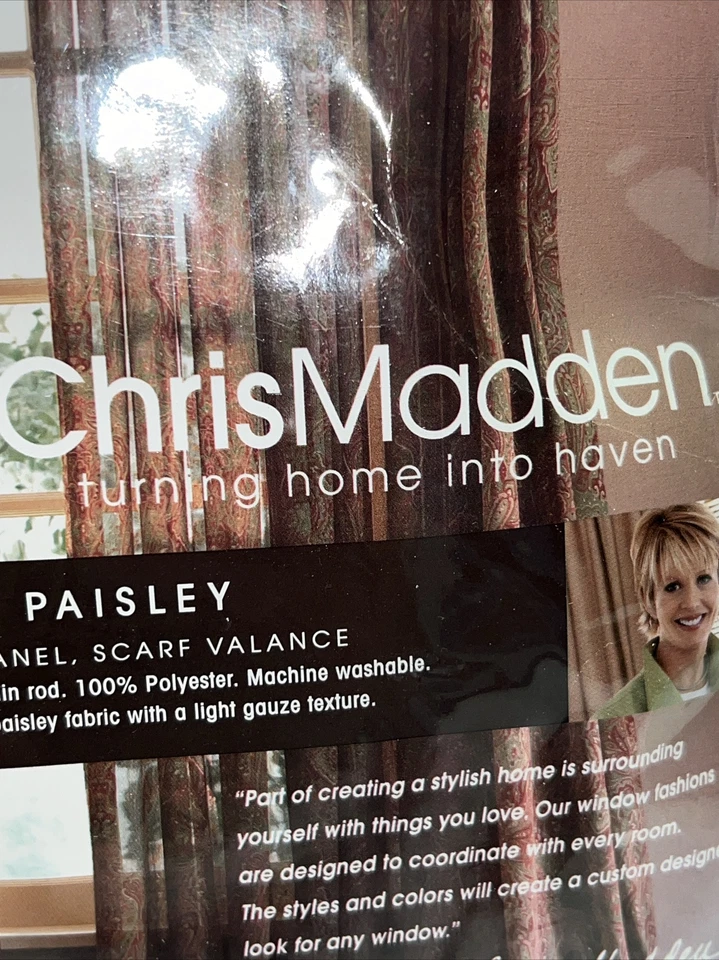 ChrisMadden
turning home into haven
PAISLEY
ANEL, SCARF VALANCE
in rod. 100% Polyester. Machine washable.
paisley fabric with a light gauze texture.
“Part of creating a stylish home is surrounding
yourself with things you love. Our window fashions
are designed to coordinate with every room.
The styles and colors will create a custom designe
look for any window.”